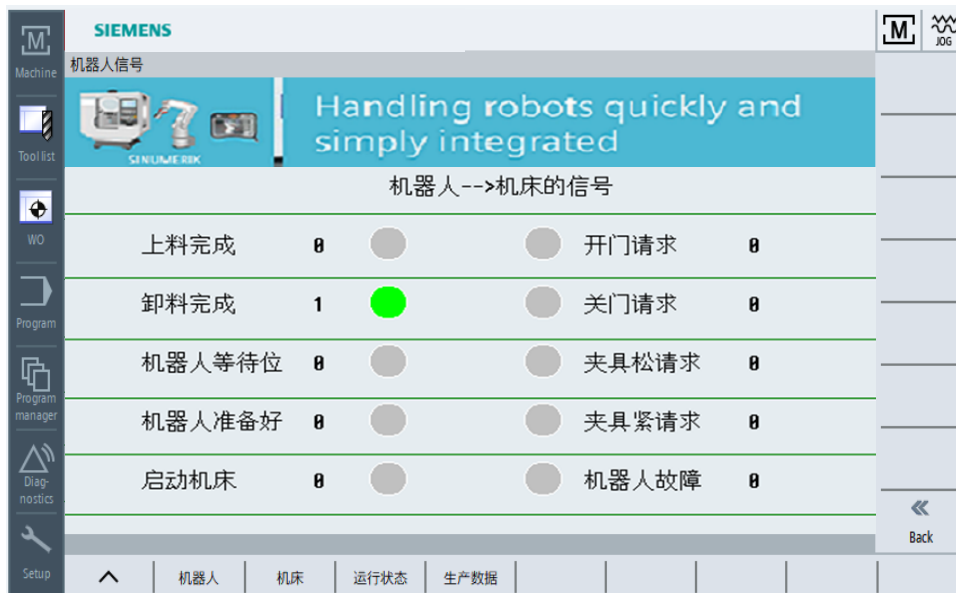 SIEMENS
M
JOG
Machine
机器人信号
Handling robots quickly and
simply integrated
SINUMERIK
Tool list
机器人-->机床的信号
WO
上料完成 0 开门请求 0
卸料完成 1 关门请求 0
Program
机器人等待位 0 夹具松请求 0
Program
manager
机器人准备好 0 夹具紧请求 0
Diag-
nostics
启动机床 0 机器人故障 0
Back
Setup
机器人 机床 运行状态 生产数据
M